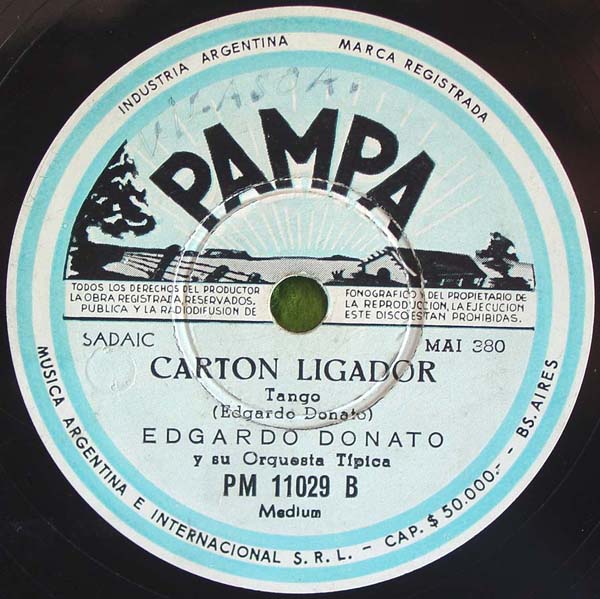 INDUSTRIA ARGENTINA MARCA REGISTRADA
PAMPA
TODOS LOS DERECHOS DEL PRODUCTOR FONOGRAFICO Y DEL PROPIETARIO DE
LA OBRA REGISTRADA, RESERVADOS. LA REPRODUCCION, LA EJECUCION
PUBLICA Y LA RADIODIFUSION DE ESTE DISCO ESTAN PROHIBIDAS.
SADAIC MAI 380
CARTON LIGADOR
Tango
(Edgardo Donato)
EDGARDO DONATO
y su Orquesta Típica
PM 11029 B
Medium
MUSICA ARGENTINA E INTERNACIONAL S.R.L. - CAP. $ 50.000.- - BS. AIRES